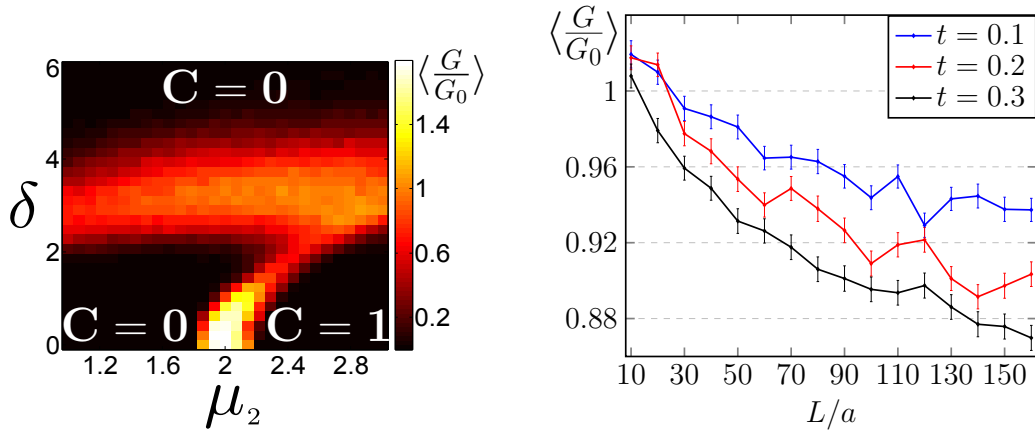 6
4
2
0
δ
C = 0
C = 0
C = 1
1.2
1.6
2
2.4
2.8
μ₂
⟨G/G₀⟩
1.4
1
0.6
0.2
⟨G/G₀⟩
1
0.96
0.92
0.88
10
30
50
70
90
110
130
150
L/a
t = 0.1
t = 0.2
t = 0.3